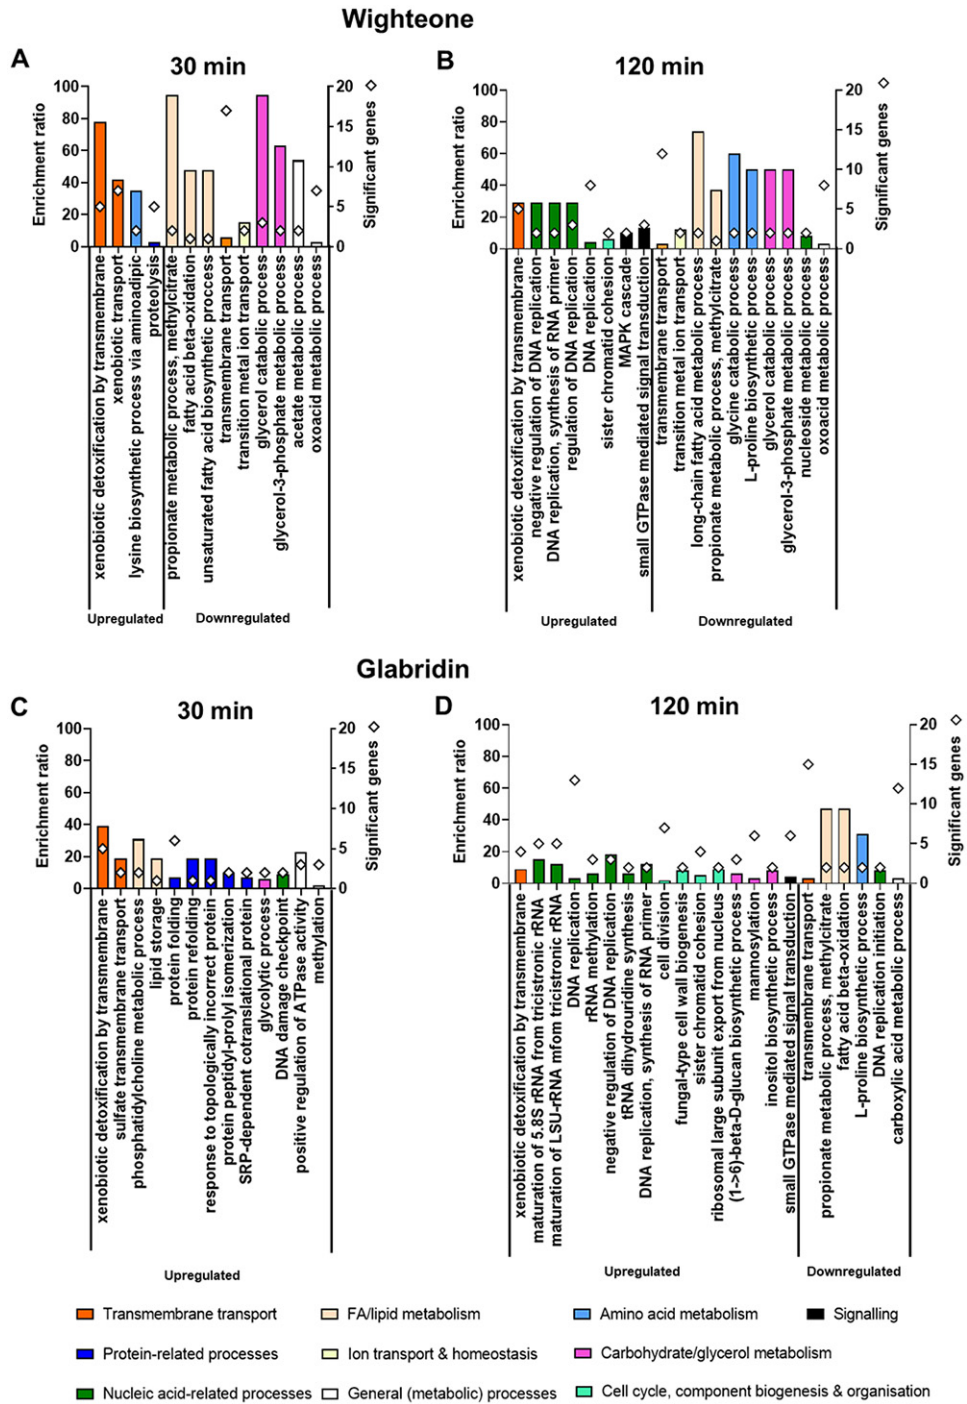 Wighteone
A
30 min
Enrichment ratio
100
80
60
40
20
0
20
15
10
5
0
Significant genes
xenobiotic detoxification by transmembrane
xenobiotic transport
lysine biosynthetic process via aminoadipic
proteolysis
propionate metabolic process, methylcitrate
fatty acid beta-oxidation
unsaturated fatty acid biosynthetic proccess
transmembrane transport
transition metal ion transport
glycerol catabolic process
glycerol-3-phosphate metabolic process
acetate metabolic process
oxoacid metabolic process
Upregulated
Downregulated
B
120 min
Enrichment ratio
100
80
60
40
20
0
20
15
10
5
0
Significant genes
xenobiotic detoxification by transmembrane
negative regulation of DNA replication
DNA replication, synthesis of RNA primer
regulation of DNA replication
DNA replication
sister chromatid cohesion
MAPK cascade
small GTPase mediated signal transduction
transmembrane transport
transition metal ion transport
long-chain fatty acid metabolic process
propionate metabolic process, methylcitrate
glycine catabolic process
L-proline biosynthetic process
glycerol catabolic process
glycerol-3-phosphate metabolic process
nucleoside metabolic process
oxoacid metabolic process
Upregulated
Downregulated
Glabridin
C
30 min
Enrichment ratio
100
80
60
40
20
0
20
15
10
5
0
Significant genes
xenobiotic detoxification by transmembrane
sulfate transmembrane transport
phosphatidylcholine metabolic process
lipid storage
protein folding
protein refolding
response to topologically incorrect protein
protein peptidyl-prolyl isomerization
SRP-dependent cotranslational protein
glycolytic process
DNA damage checkpoint
positive regulation of ATPase activity
methylation
Upregulated
D
120 min
Enrichment ratio
100
80
60
40
20
0
20
15
10
5
0
Significant genes
xenobiotic detoxification by transmembrane
maturation of 5.8S rRNA from tricistronic rRNA
maturation of LSU-rRNA mfom tricistronic rRNA
DNA replication
rRNA methylation
negative regulation of DNA replication
tRNA dihydrouridine synthesis
DNA replication, synthesis of RNA primer
cell division
fungal-type cell wall biogenesis
sister chromatid cohesion
ribosomal large subunit export from nucleus
(1->6)-beta-D-glucan biosynthetic process
mannosylation
inositol biosynthetic process
small GTPase mediated signal transduction
transmembrane transport
propionate metabolic process, methylcitrate
fatty acid beta-oxidation
L-proline biosynthetic process
DNA replication initiation
carboxylic acid metabolic process
Upregulated
Downregulated
Transmembrane transport
FA/lipid metabolism
Amino acid metabolism
Signalling
Protein-related processes
Ion transport & homeostasis
Carbohydrate/glycerol metabolism
Nucleic acid-related processes
General (metabolic) processes
Cell cycle, component biogenesis & organisation